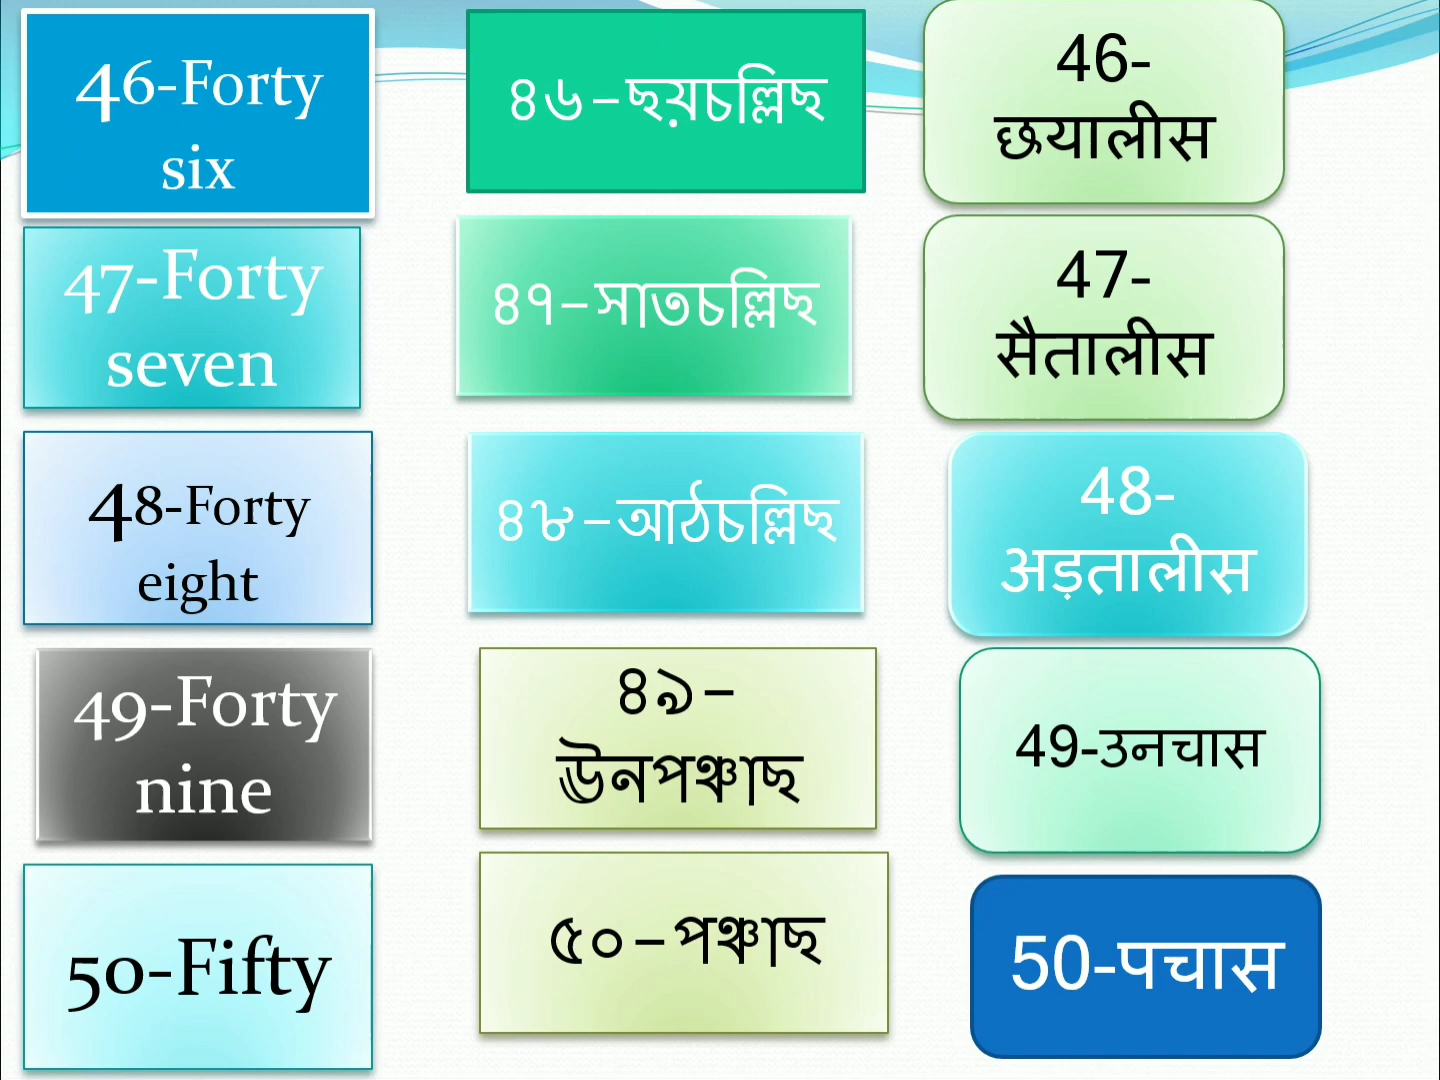 46-Forty
six
৪৬–ছয়চল্লিছ
46-
छयालीस
47-Forty
seven
৪৭–সাতচল্লিছ
47-
सैतालीस
48-Forty
eight
৪৮–আঠচল্লিছ
48-
अड़तालीस
49-Forty
nine
৪৯–
ঊনপঞ্চাছ
49-उनचास
50-Fifty
৫০–পঞ্চাছ
50-पचास